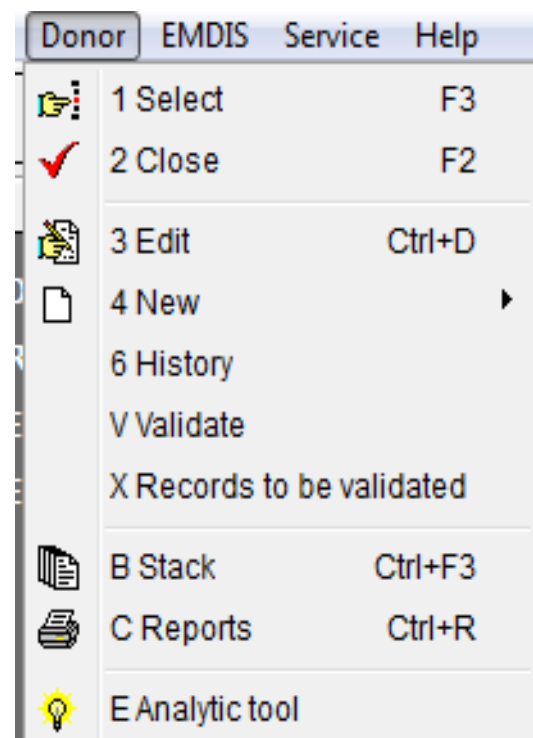 Donor EMDIS Service Help
1 Select F3
2 Close F2
3 Edit Ctrl+D
4 New
6 History
V Validate
X Records to be validated
B Stack Ctrl+F3
C Reports Ctrl+R
E Analytic tool